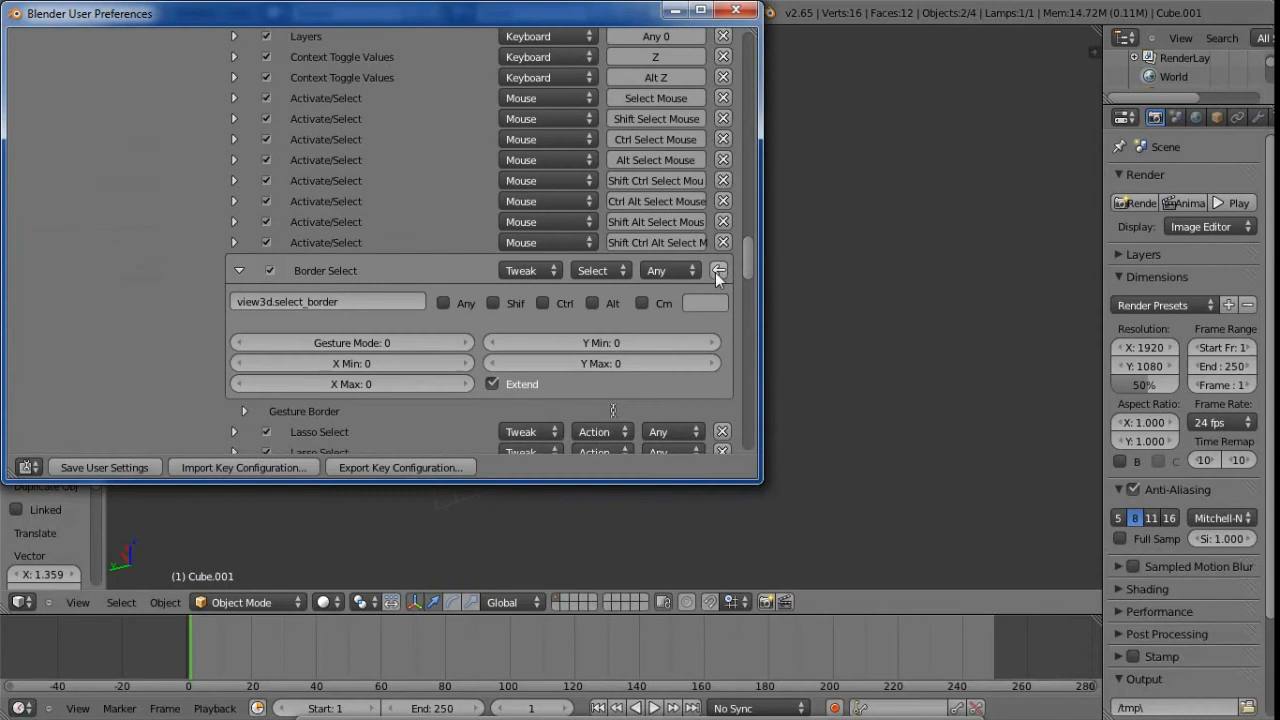 Blender User Preferences
v2.65 | Verts:16 | Faces:12 | Objects:2/4 | Lamps:1/1 | Mem:14.72M (0.11M) | Cube.001
View Search All
RenderLay
World
Scene
Render
Rende Anima Play
Display: Image Editor
Layers
Dimensions
Render Presets
Resolution: Frame Range
X: 1920 Start Fr: 1
Y: 1080 End : 250
50% Frame : 1
Aspect Ratio: Frame Rate:
X: 1.000 24 fps
Y: 1.000 Time Remap
B C 10 10
Anti-Aliasing
5 8 11 16 Mitchell-N
Full Samp Si: 1.000
Sampled Motion Blur
Shading
Performance
Post Processing
Stamp
Output
/tmp\
Layers Keyboard Any 0
Context Toggle Values Keyboard Z
Context Toggle Values Keyboard Alt Z
Activate/Select Mouse Select Mouse
Activate/Select Mouse Shift Select Mouse
Activate/Select Mouse Ctrl Select Mouse
Activate/Select Mouse Alt Select Mouse
Activate/Select Mouse Shift Ctrl Select Mou
Activate/Select Mouse Ctrl Alt Select Mouse
Activate/Select Mouse Shift Alt Select Mous
Activate/Select Mouse Shift Ctrl Alt Select M
Border Select Tweak Select Any
view3d.select_border Any Shif Ctrl Alt Cm
Gesture Mode: 0 Y Min: 0
X Min: 0 Y Max: 0
X Max: 0 Extend
Gesture Border
Lasso Select Tweak Action Any
Lasso Select Tweak Action Any
Save User Settings Import Key Configuration... Export Key Configuration...
Duplicate Obj
Linked
Translate
Vector
X: 1.359
(1) Cube.001
View Select Object Object Mode Global
-40 -20 0 20 40 60 80 100 120 140 160 180 200 220 240 260 280
View Marker Frame Playback Start: 1 End: 250 1 No Sync